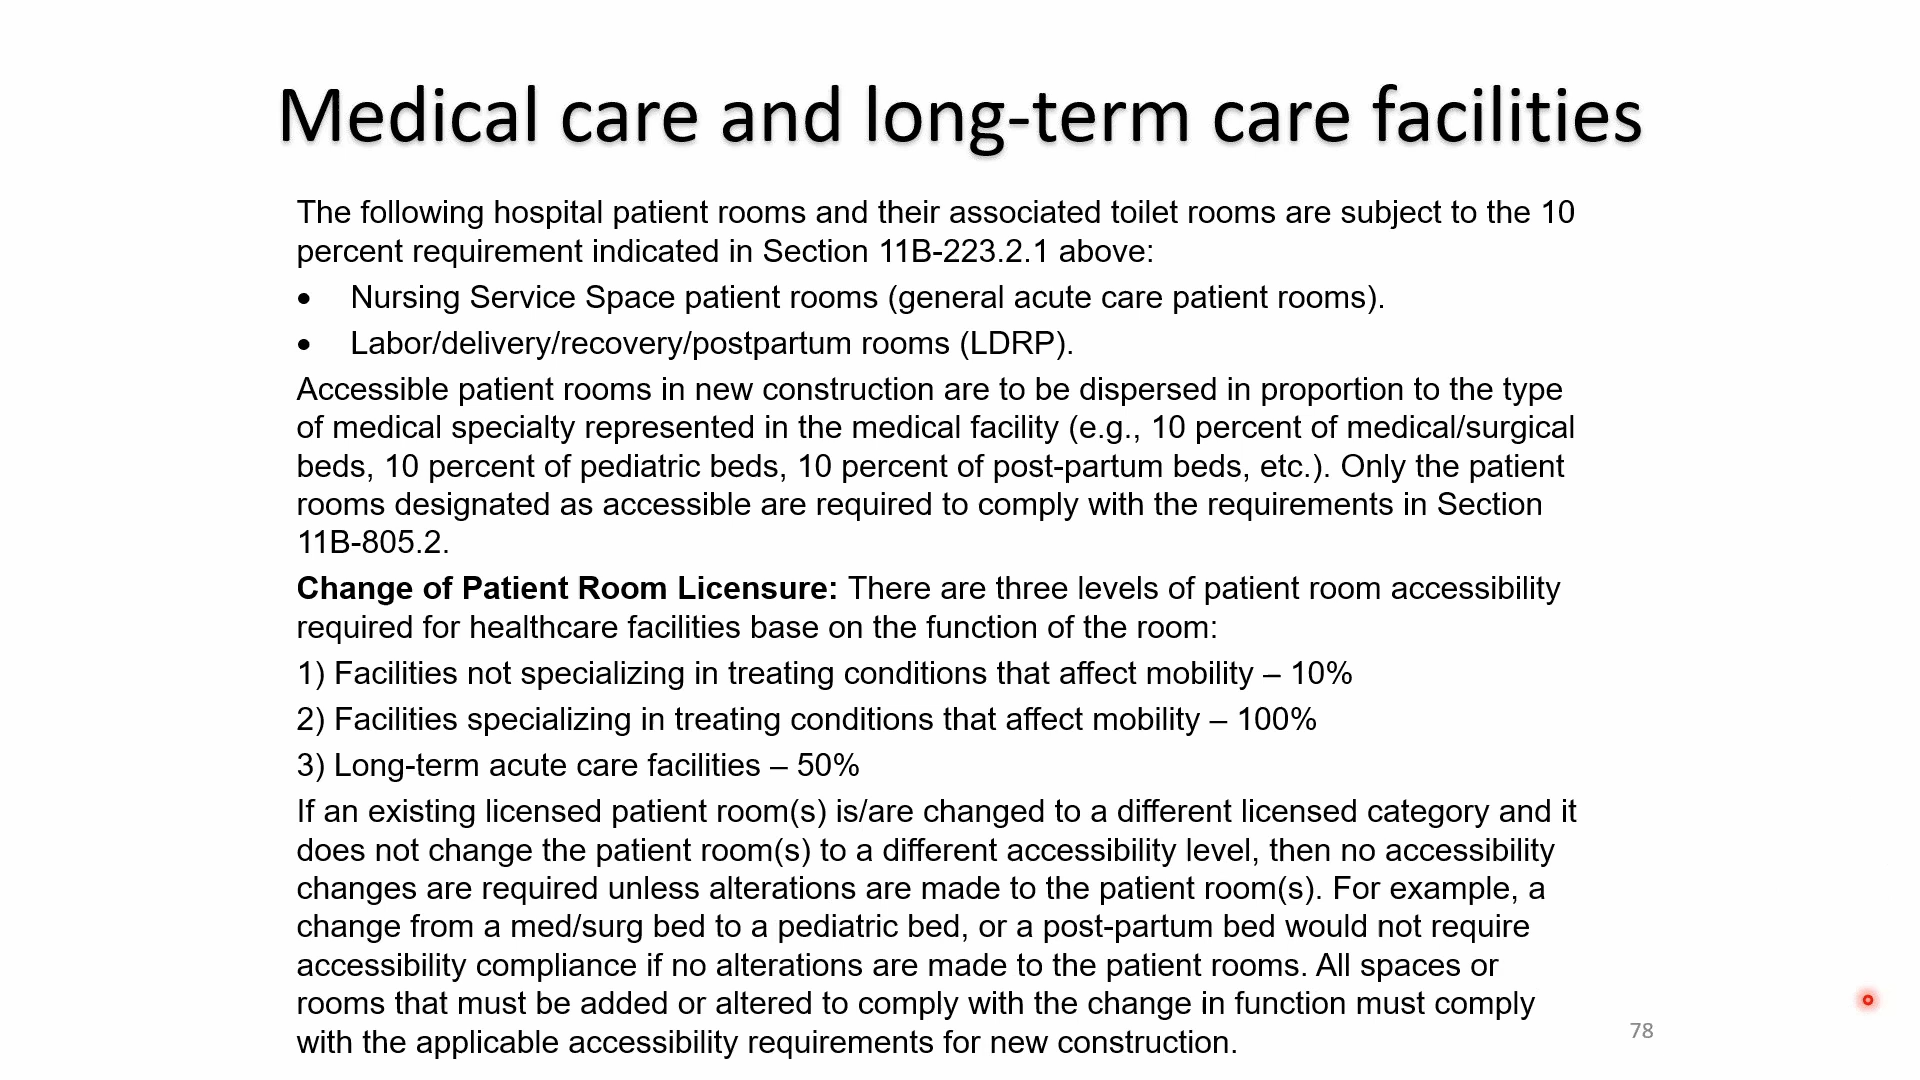 Medical care and long-term care facilities
The following hospital patient rooms and their associated toilet rooms are subject to the 10
percent requirement indicated in Section 11B-223.2.1 above:
• Nursing Service Space patient rooms (general acute care patient rooms).
• Labor/delivery/recovery/postpartum rooms (LDRP).
Accessible patient rooms in new construction are to be dispersed in proportion to the type
of medical specialty represented in the medical facility (e.g., 10 percent of medical/surgical
beds, 10 percent of pediatric beds, 10 percent of post-partum beds, etc.). Only the patient
rooms designated as accessible are required to comply with the requirements in Section
11B-805.2.
Change of Patient Room Licensure: There are three levels of patient room accessibility
required for healthcare facilities base on the function of the room:
1) Facilities not specializing in treating conditions that affect mobility – 10%
2) Facilities specializing in treating conditions that affect mobility – 100%
3) Long-term acute care facilities – 50%
If an existing licensed patient room(s) is/are changed to a different licensed category and it
does not change the patient room(s) to a different accessibility level, then no accessibility
changes are required unless alterations are made to the patient room(s). For example, a
change from a med/surg bed to a pediatric bed, or a post-partum bed would not require
accessibility compliance if no alterations are made to the patient rooms. All spaces or
rooms that must be added or altered to comply with the change in function must comply
with the applicable accessibility requirements for new construction.
78